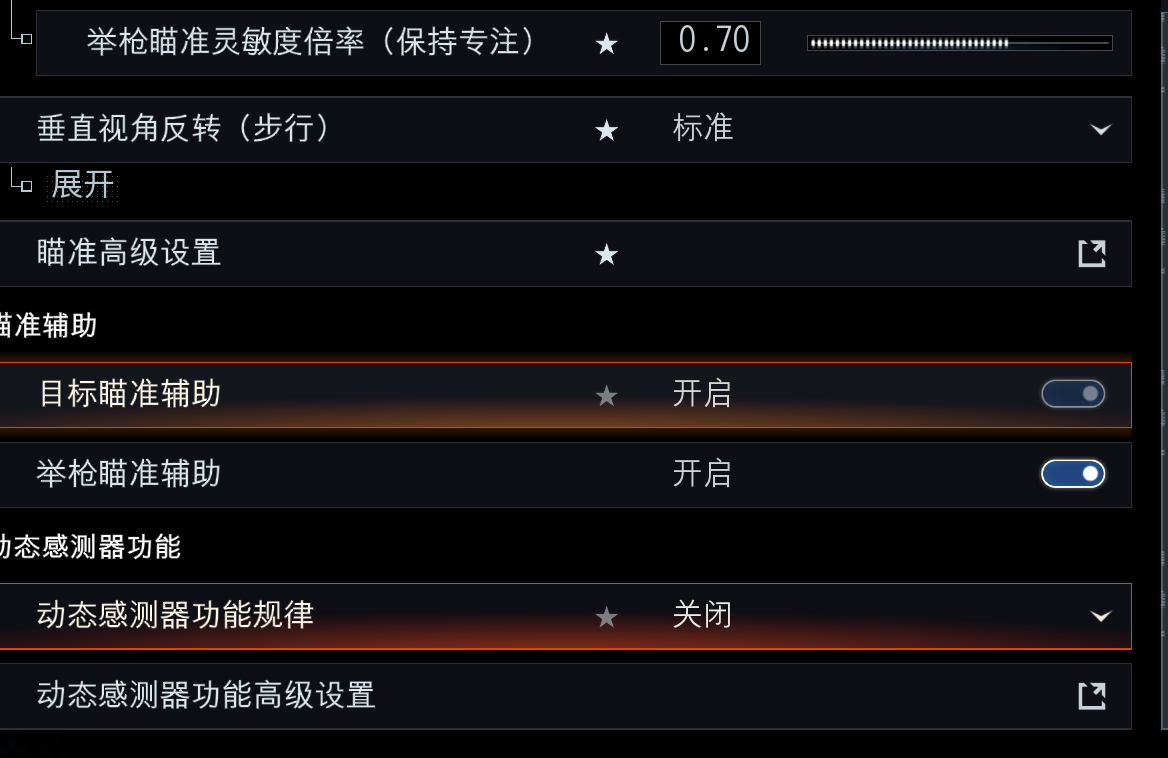 举枪瞄准灵敏度倍率（保持专注） ★ 0.70
垂直视角反转（步行） ★ 标准
展开
瞄准高级设置 ★
瞄准辅助
目标瞄准辅助 ★ 开启
举枪瞄准辅助 开启
动态感测器功能
动态感测器功能规律 ★ 关闭
动态感测器功能高级设置